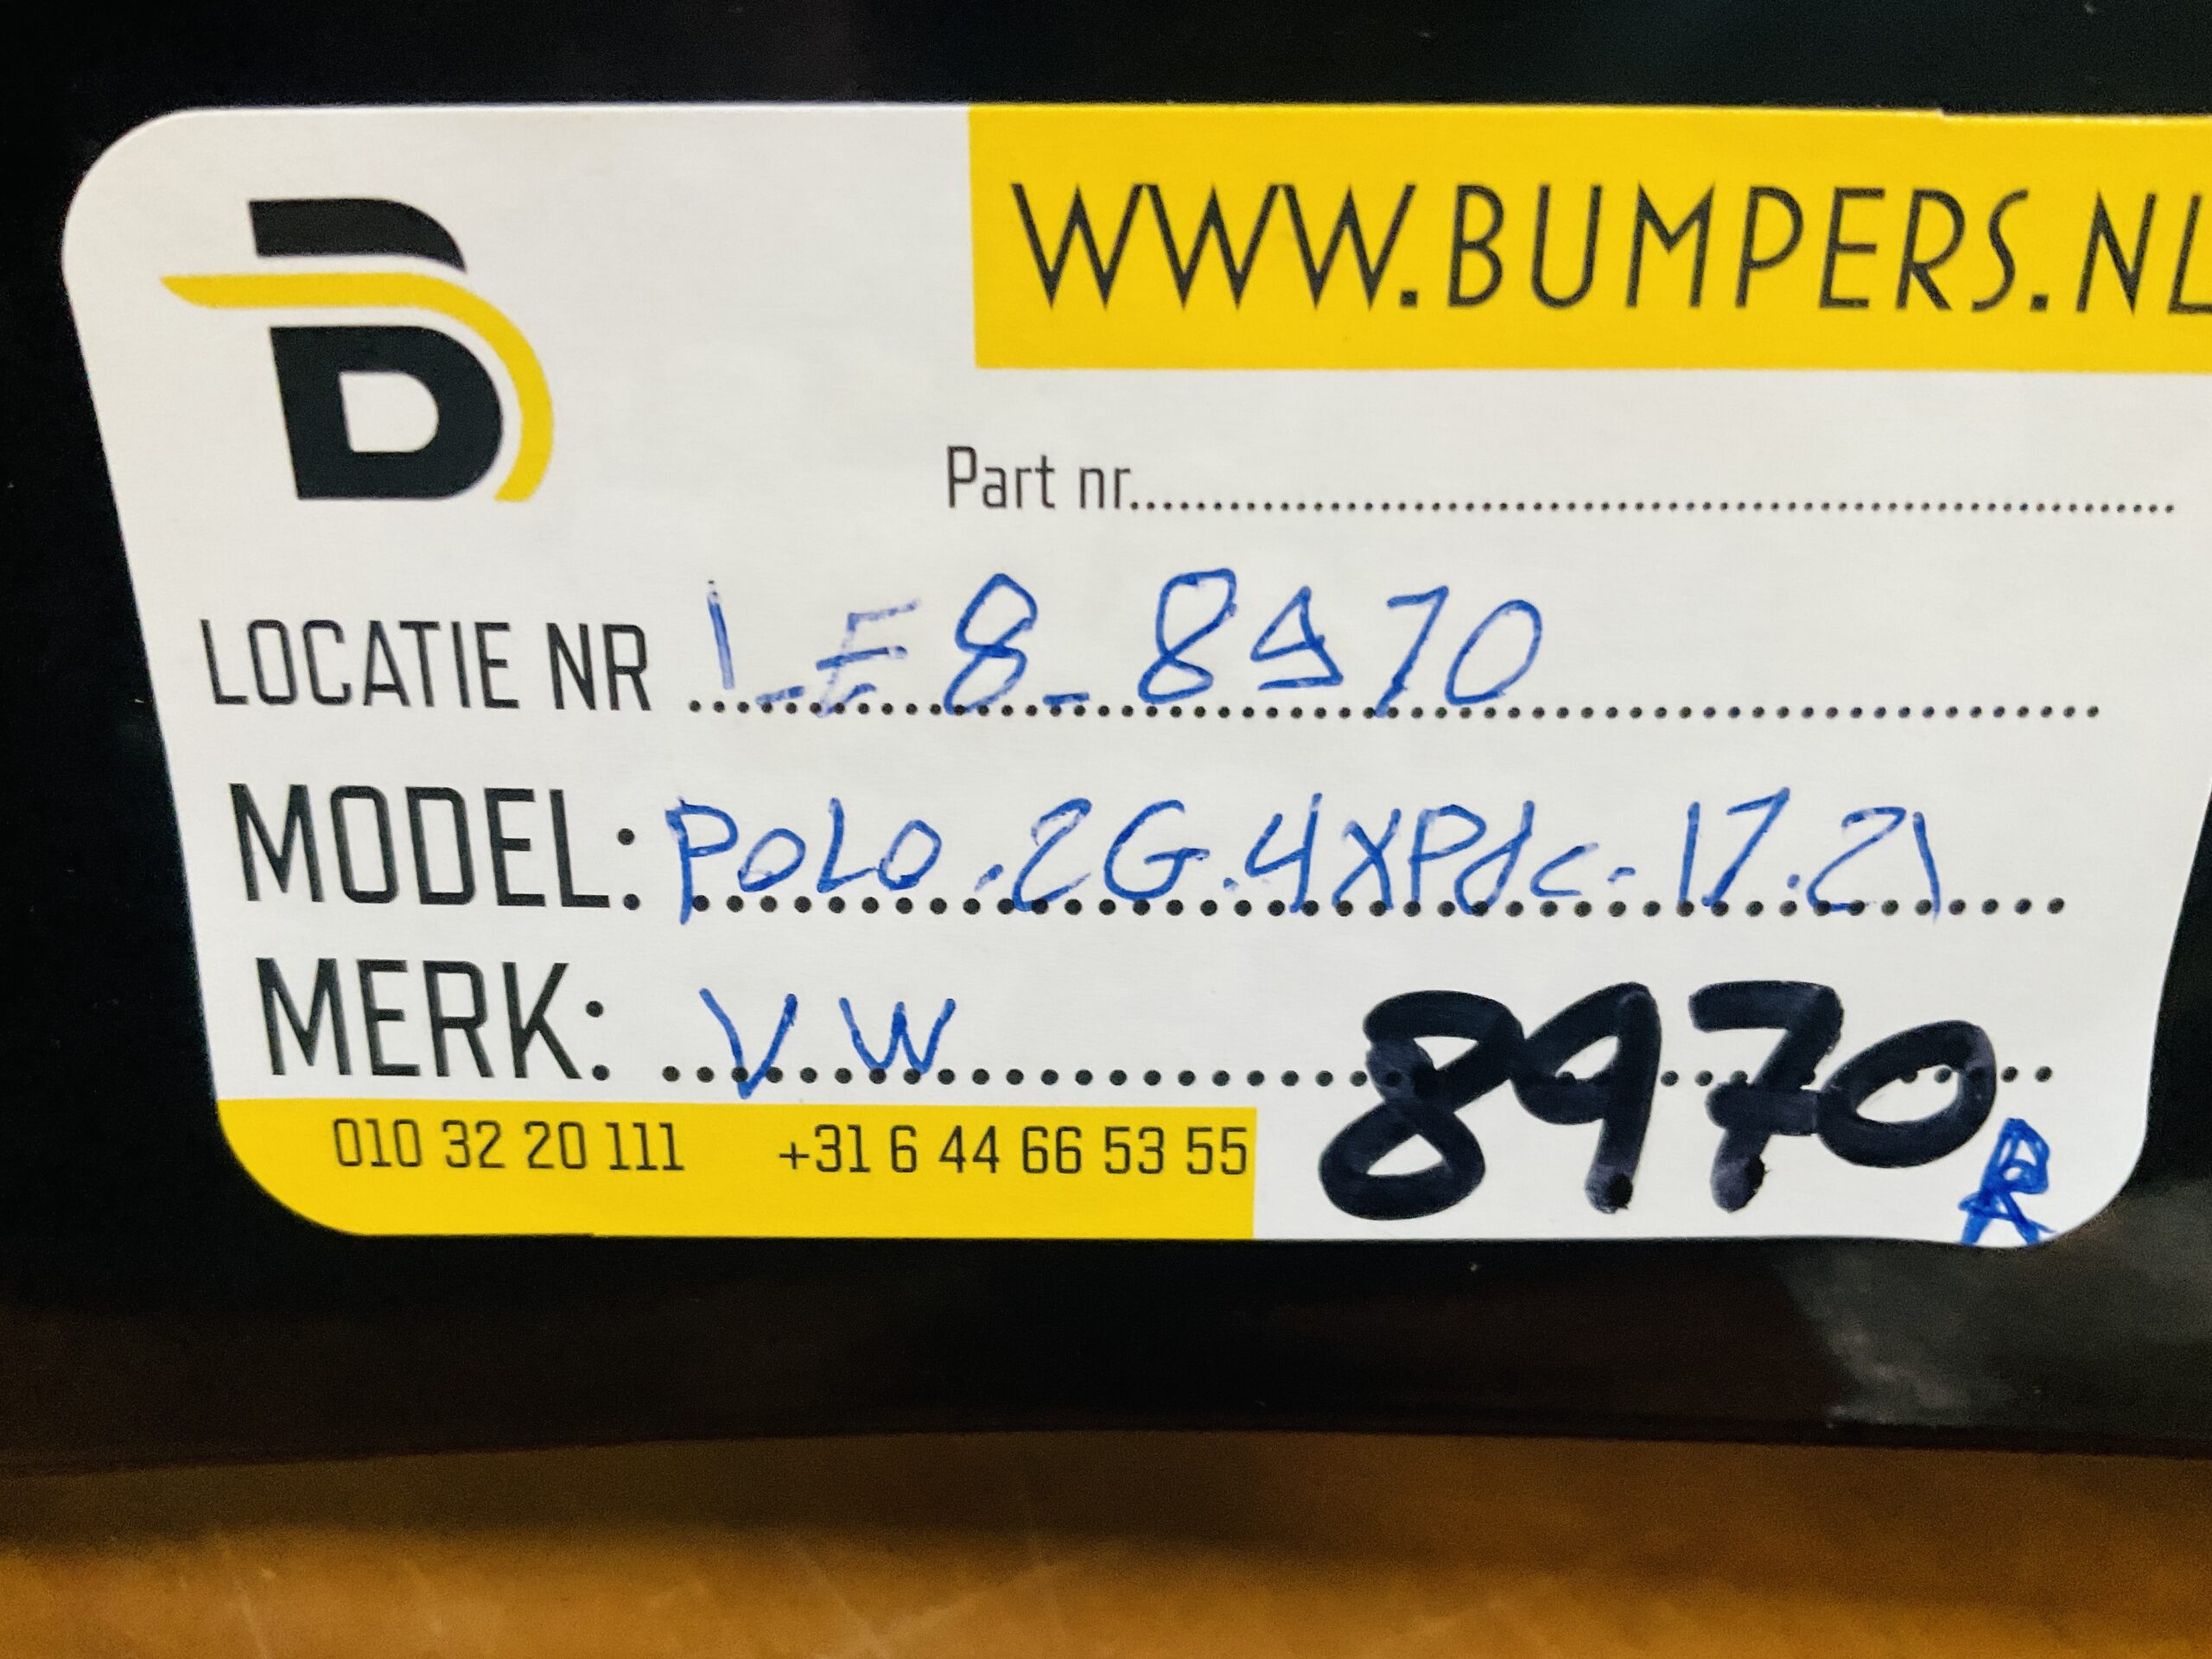 WWW.BUMPERS.NL
Part nr
LOCATIE NR 1-E8-8970
MODEL: POLO.2G.4XPdc-17.21
MERK: VW
8970
R
010 32 20 111 +31 6 44 66 53 55